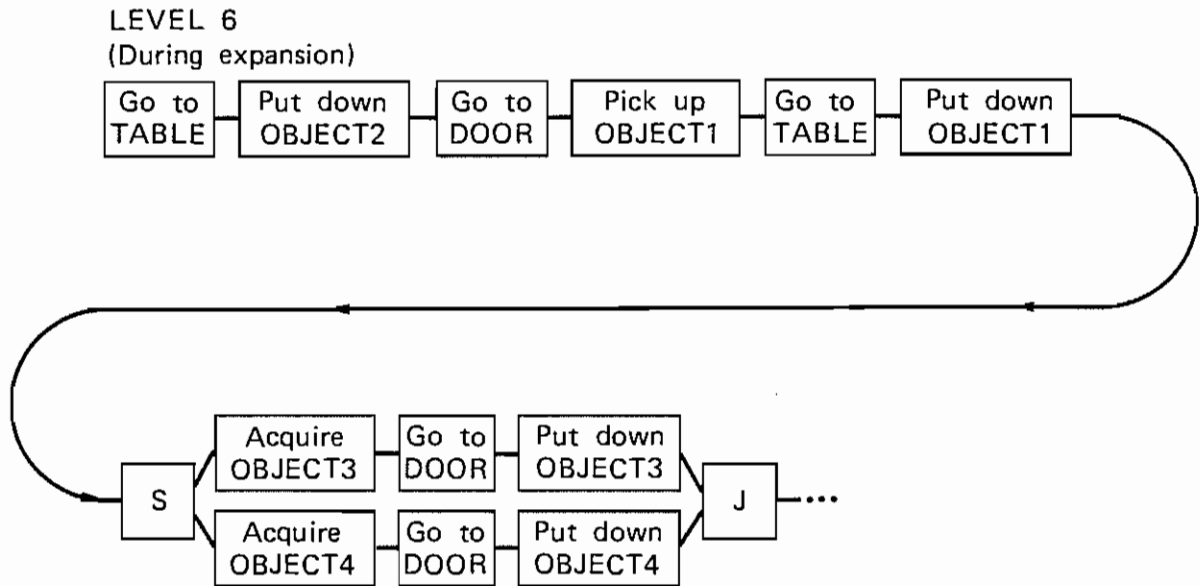 LEVEL 6
(During expansion)
Go to
TABLE
Put down
OBJECT2
Go to
DOOR
Pick up
OBJECT1
Go to
TABLE
Put down
OBJECT1
S
Acquire
OBJECT3
Go to
DOOR
Put down
OBJECT3
Acquire
OBJECT4
Go to
DOOR
Put down
OBJECT4
J
...